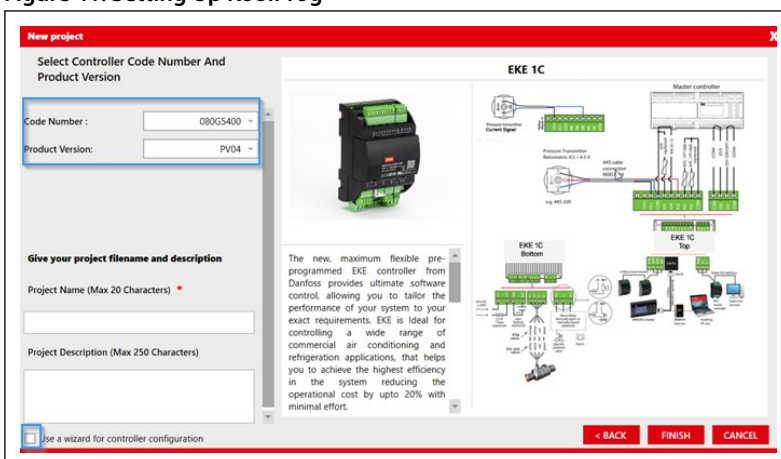 New project
X
Select Controller Code Number And
Product Version
Code Number :
080G5400
Product Version:
PV04
Give your project filename and description
Project Name (Max 20 Characters) *
Project Description (Max 250 Characters)
Use a wizard for controller configuration
EKE 1C
The new, maximum flexible pre-
programmed EKE controller from
Danfoss provides ultimate software
control, allowing you to tailor the
performance of your system to your
exact requirements. EKE is Ideal for
controlling a wide range of
commercial air conditioning and
refrigeration applications, that helps
you to achieve the highest efficiency
in the system reducing the
operational cost by upto 20% with
minimal effort.
Master controller
Pressure transmitter
Current Signal
Pressure Transmitter
Ratiometric 0.5 – 4.5 V
AKS cable
connection
e.g. AKS 32R
EKE 1C
Bottom
EKE 1C
Top
< BACK
FINISH
CANCEL